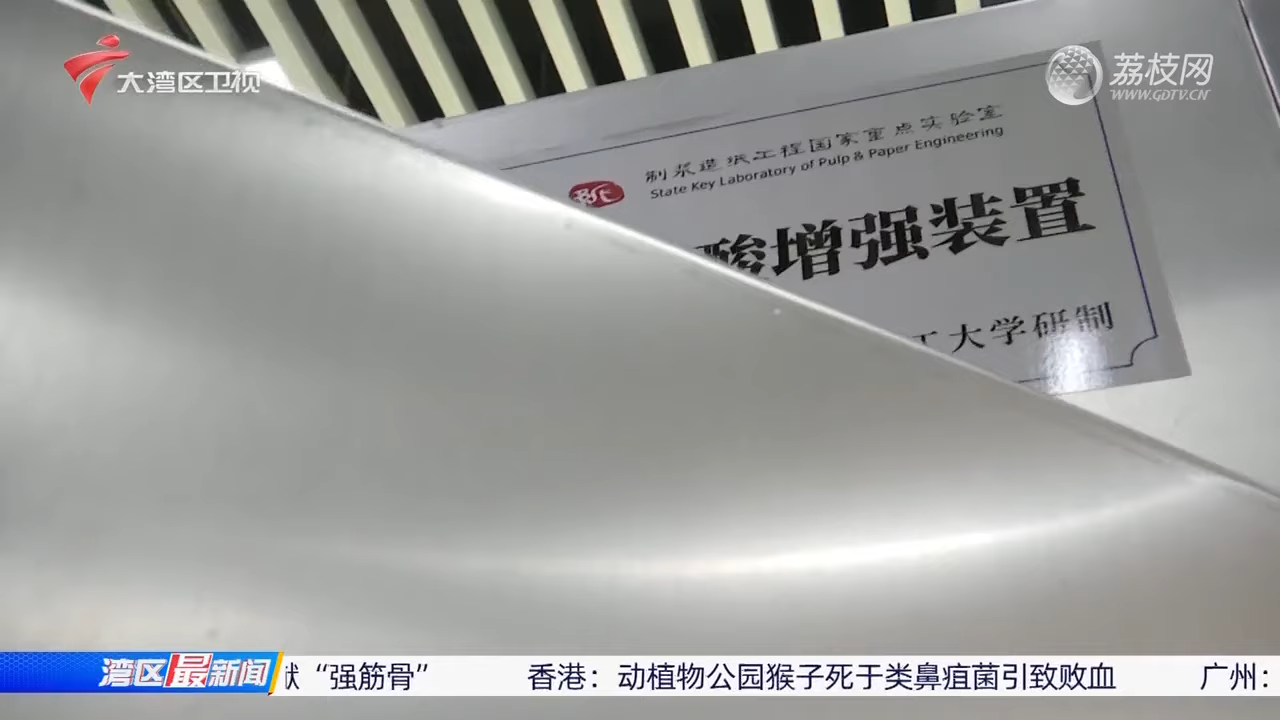 大湾区卫视
荔枝网
WWW.GDTV.CN
制浆造纸工程国家重点实验室
State Key Laboratory of Pulp & Paper Engineering
酸增强装置
工大学研制
湾区最新闻
献“强筋骨”
香港：动植物公园猴子死于类鼻疽菌引致败血
广州：